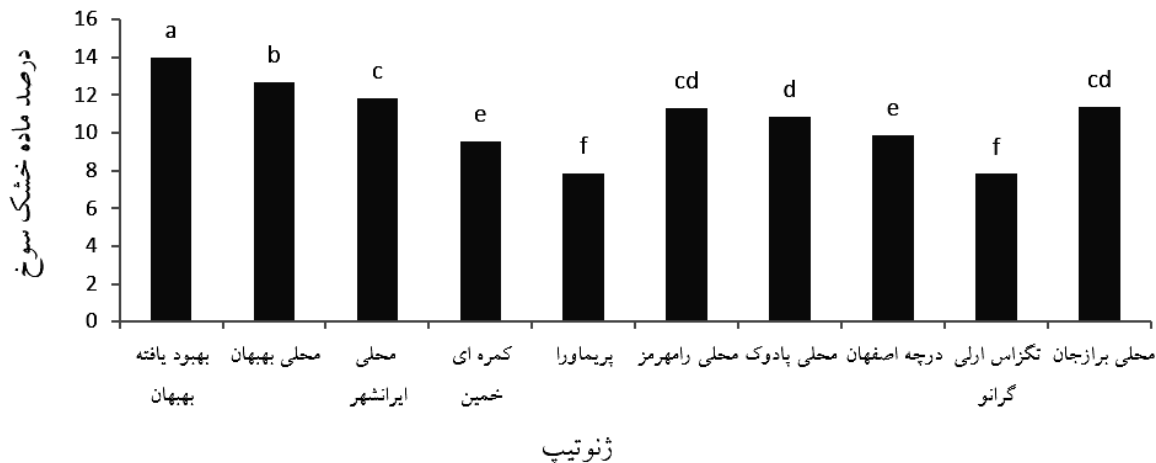 درصد ماده خشک سوخ
16
14
12
10
8
6
4
2
0
a
b
c
e
f
cd
d
e
f
cd
بهبود یافته
بهبهان
محلی بهبهان
محلی
ایرانشهر
کمره ای
خمین
پریماورا
محلی رامهرمز
محلی پادوک
درچه اصفهان
تگزاس ارلی
گرانو
محلی برازجان
ژنوتیپ